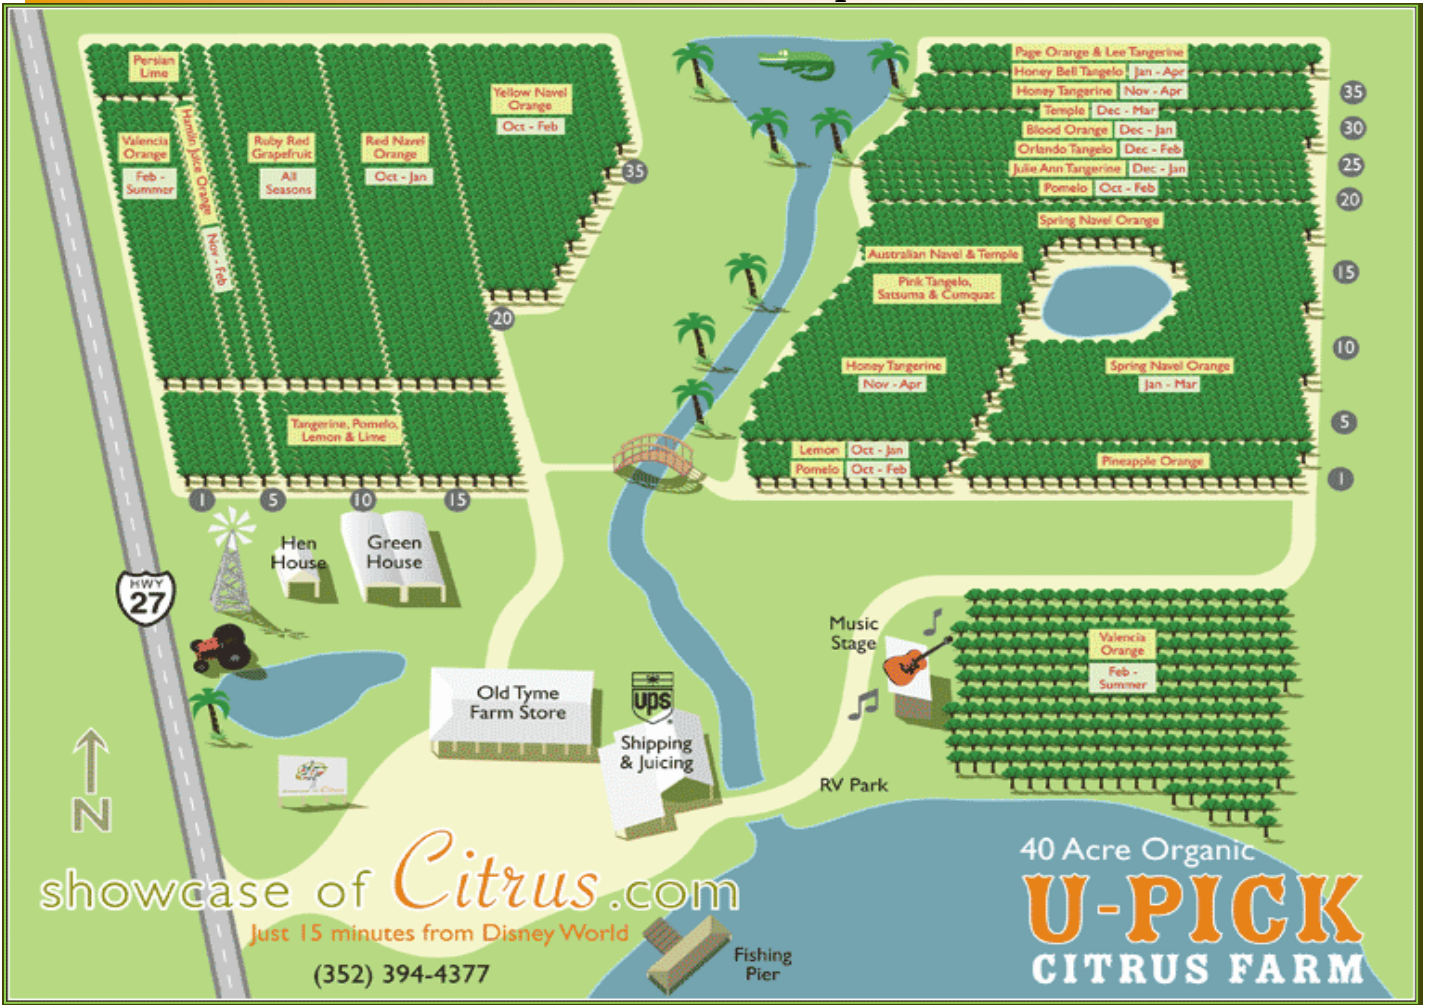 Persian
Lime
Valencia
Orange
Feb -
Summer
Hamlin Juice Orange
Nov - Feb
Ruby Red
Grapefruit
All
Seasons
Red Navel
Orange
Oct - Jan
Yellow Navel
Orange
Oct - Feb
35
20
Tangerine, Pomelo,
Lemon & Lime
1 5 10 15
Page Orange & Lee Tangerine
Honey Bell Tangelo Jan - Apr
Honey Tangerine Nov - Apr
Temple Dec - Mar
Blood Orange Dec - Jan
Orlando Tangelo Dec - Feb
Julie Ann Tangerine Dec - Jan
Pomelo Oct - Feb
Spring Navel Orange
Australian Navel & Temple
Pink Tangelo,
Satsuma & Cumquat
Honey Tangerine
Nov - Apr
Spring Navel Orange
Jan - Mar
Lemon Oct - Jan
Pomelo Oct - Feb
Pineapple Orange
35
30
25
20
15
10
5
1
Hen
House
Green
House
HWY
27
Music
Stage
Valencia
Orange
Feb -
Summer
Old Tyme
Farm Store
ups
Shipping
& Juicing
RV Park
N
showcase of Citrus.com
Just 15 minutes from Disney World
(352) 394-4377
Fishing
Pier
40 Acre Organic
U-PICK
CITRUS FARM